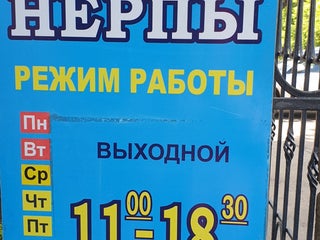 НЕРПЫ
РЕЖИМ РАБОТЫ
Пн
Вт ВЫХОДНОЙ
Ср
Чт
Пт 11 00 - 18 30